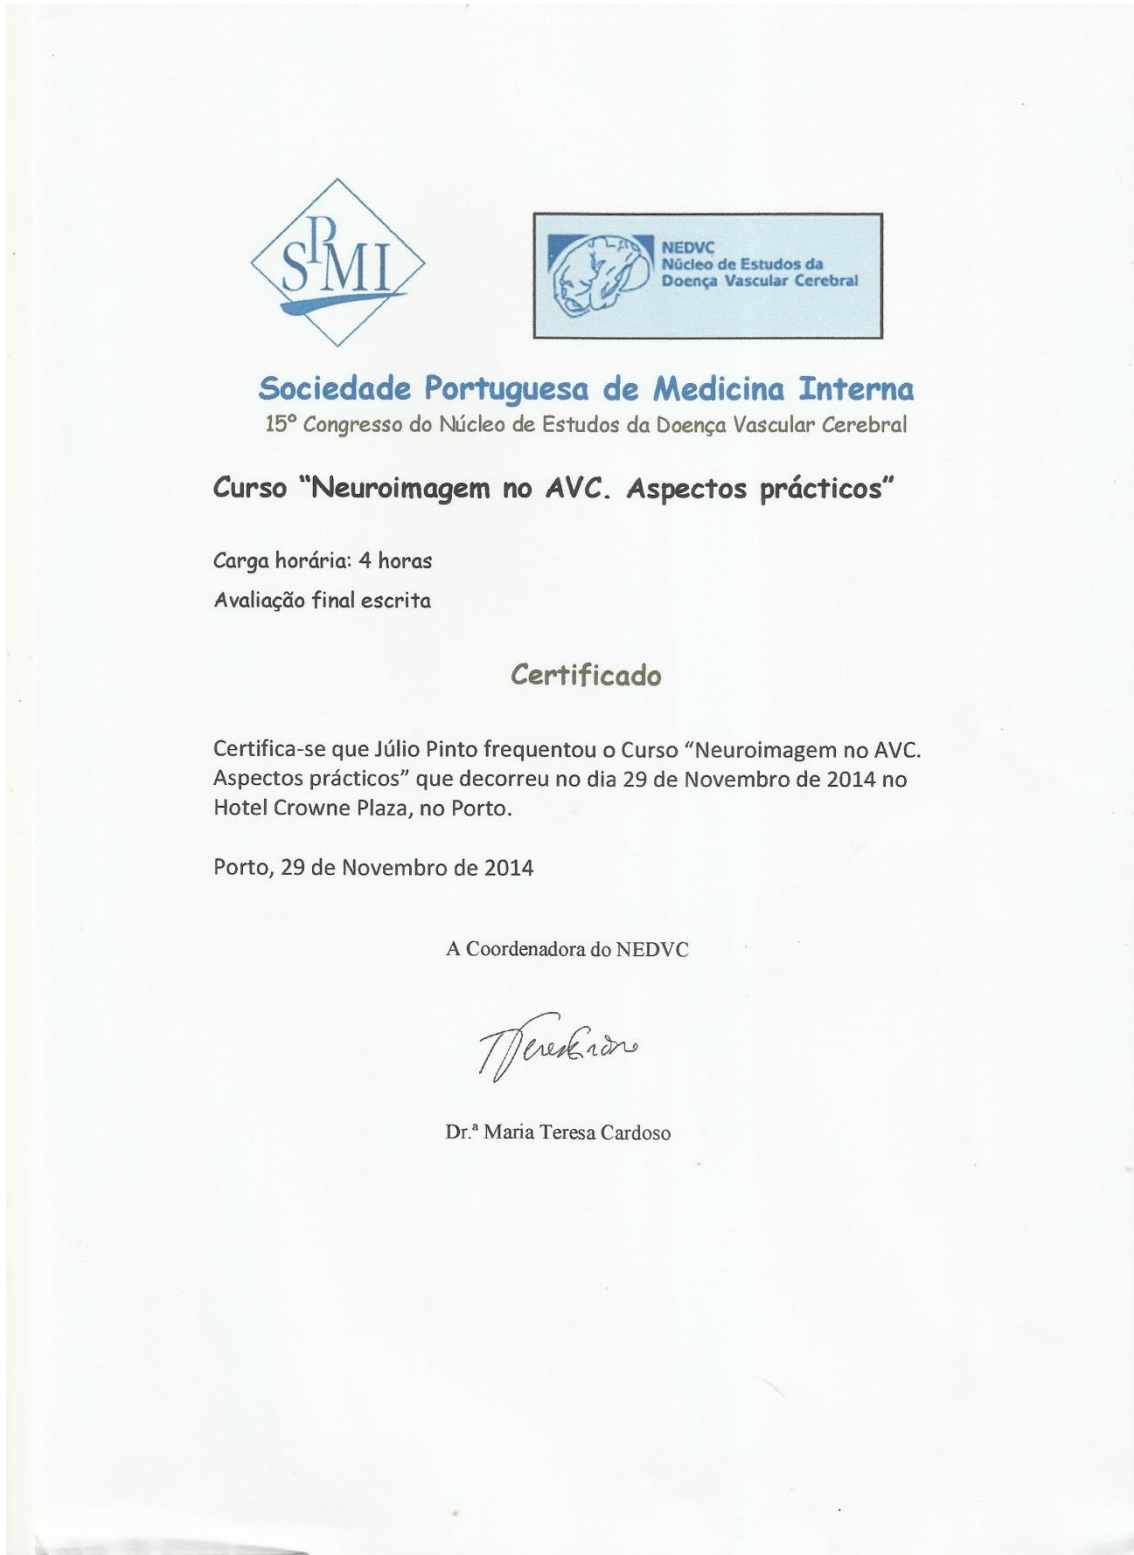 SPMI
NEDVC
Núcleo de Estudos da
Doença Vascular Cerebral
Sociedade Portuguesa de Medicina Interna
15º Congresso do Núcleo de Estudos da Doença Vascular Cerebral
Curso “Neuroimagem no AVC. Aspectos prácticos”
Carga horária: 4 horas
Avaliação final escrita
Certificado
Certifica-se que Júlio Pinto frequentou o Curso “Neuroimagem no AVC.
Aspectos prácticos” que decorreu no dia 29 de Novembro de 2014 no
Hotel Crowne Plaza, no Porto.
Porto, 29 de Novembro de 2014
A Coordenadora do NEDVC
Dr.ª Maria Teresa Cardoso